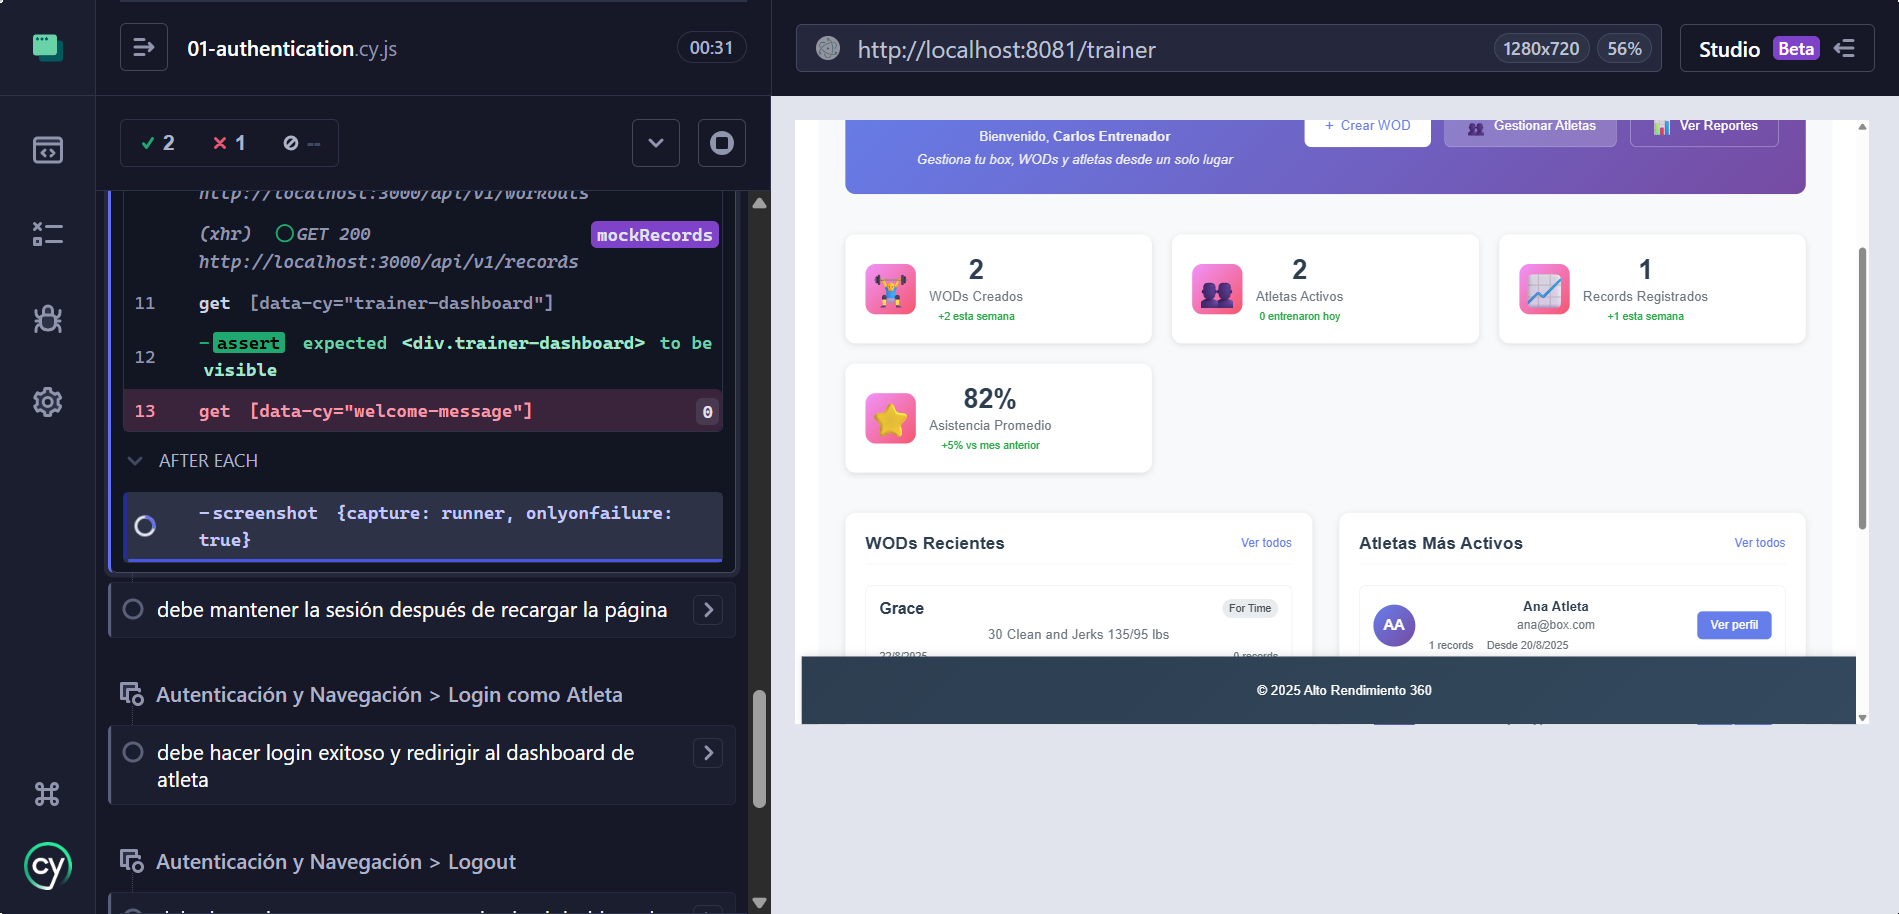 01-authentication.cy.js
00:31
2
1
--
http://localhost:3000/api/v1/workouts
(xhr) GET 200
mockRecords
http://localhost:3000/api/v1/records
11 get [data-cy="trainer-dashboard"]
12 -assert expected <div.trainer-dashboard> to be
visible
13 get [data-cy="welcome-message"] 0
AFTER EACH
-screenshot {capture: runner, onlyonfailure:
true}
debe mantener la sesión después de recargar la página
Autenticación y Navegación > Login como Atleta
debe hacer login exitoso y redirigir al dashboard de
atleta
Autenticación y Navegación > Logout
cy
http://localhost:8081/trainer
1280x720
56%
Studio Beta
Bienvenido, Carlos Entrenador
Gestiona tu box, WODs y atletas desde un solo lugar
+ Crear WOD
Gestionar Atletas
Ver Reportes
2
WODs Creados
+2 esta semana
2
Atletas Activos
0 entrenaron hoy
1
Records Registrados
+1 esta semana
82%
Asistencia Promedio
+5% vs mes anterior
WODs Recientes
Ver todos
Grace
For Time
30 Clean and Jerks 135/95 lbs
22/8/2025
0 records
Atletas Más Activos
Ver todos
AA
Ana Atleta
ana@box.com
1 records Desde 20/8/2025
Ver perfil
© 2025 Alto Rendimiento 360